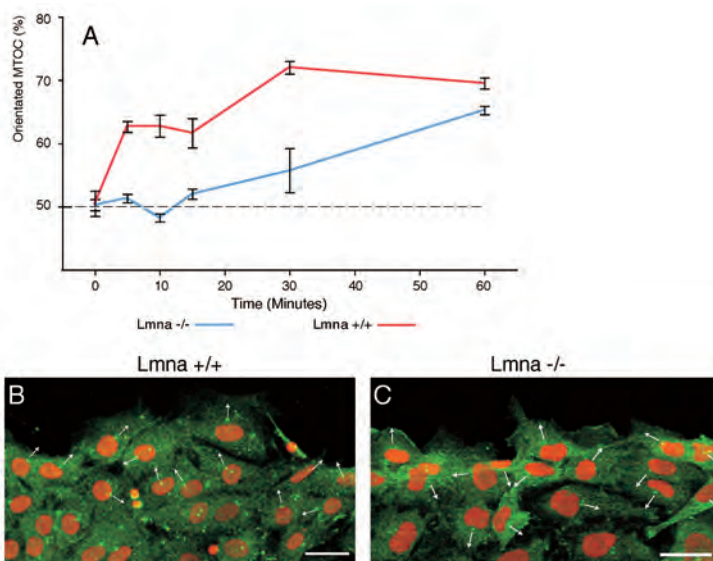 A
Orientated MTOC (%)
80
70
60
50
0
10
20
30
40
50
60
Time (Minutes)
Lmna -/-
Lmna +/+
Lmna +/+
Lmna -/-
B
C